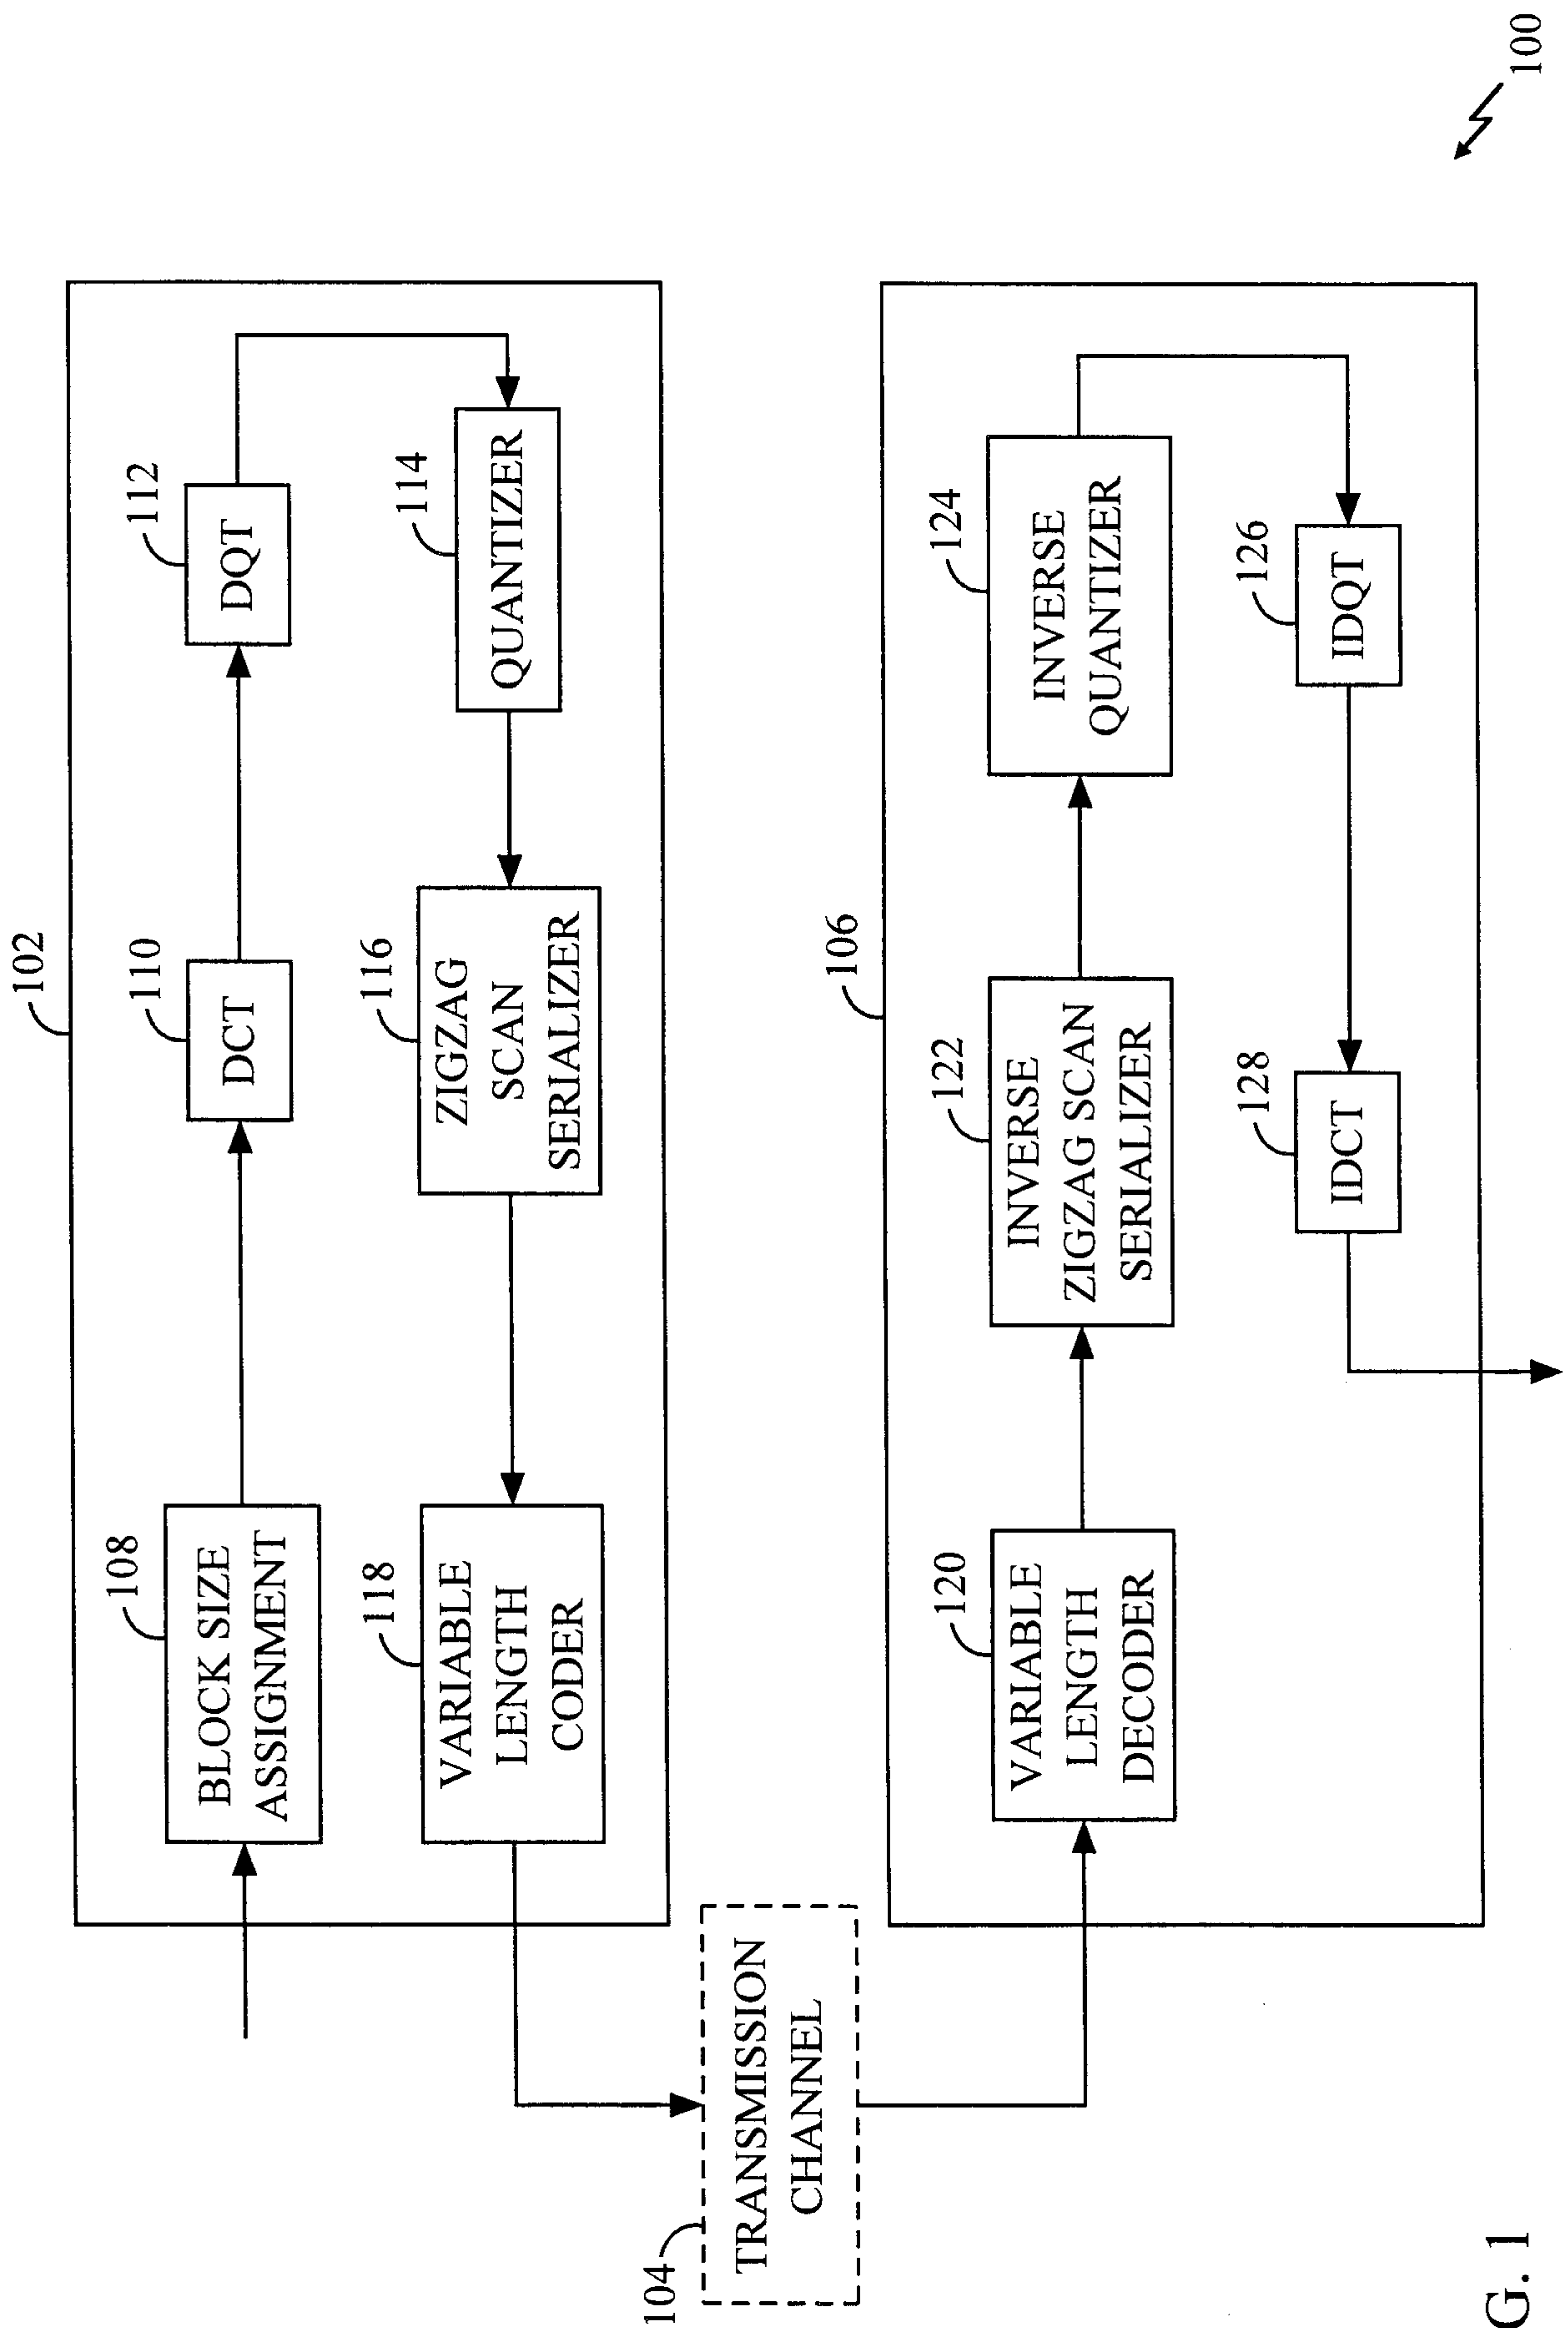 102
108
BLOCK SIZE
ASSIGNMENT
110
DCT
112
DQT
118
VARIABLE
LENGTH
CODER
116
ZIGZAG
SCAN
SERIALIZER
114
QUANTIZER
104
TRANSMISSION
CHANNEL
106
120
VARIABLE
LENGTH
DECODER
122
INVERSE
ZIGZAG SCAN
SERIALIZER
124
INVERSE
QUANTIZER
128
IDCT
126
IDQT
100
G. 1